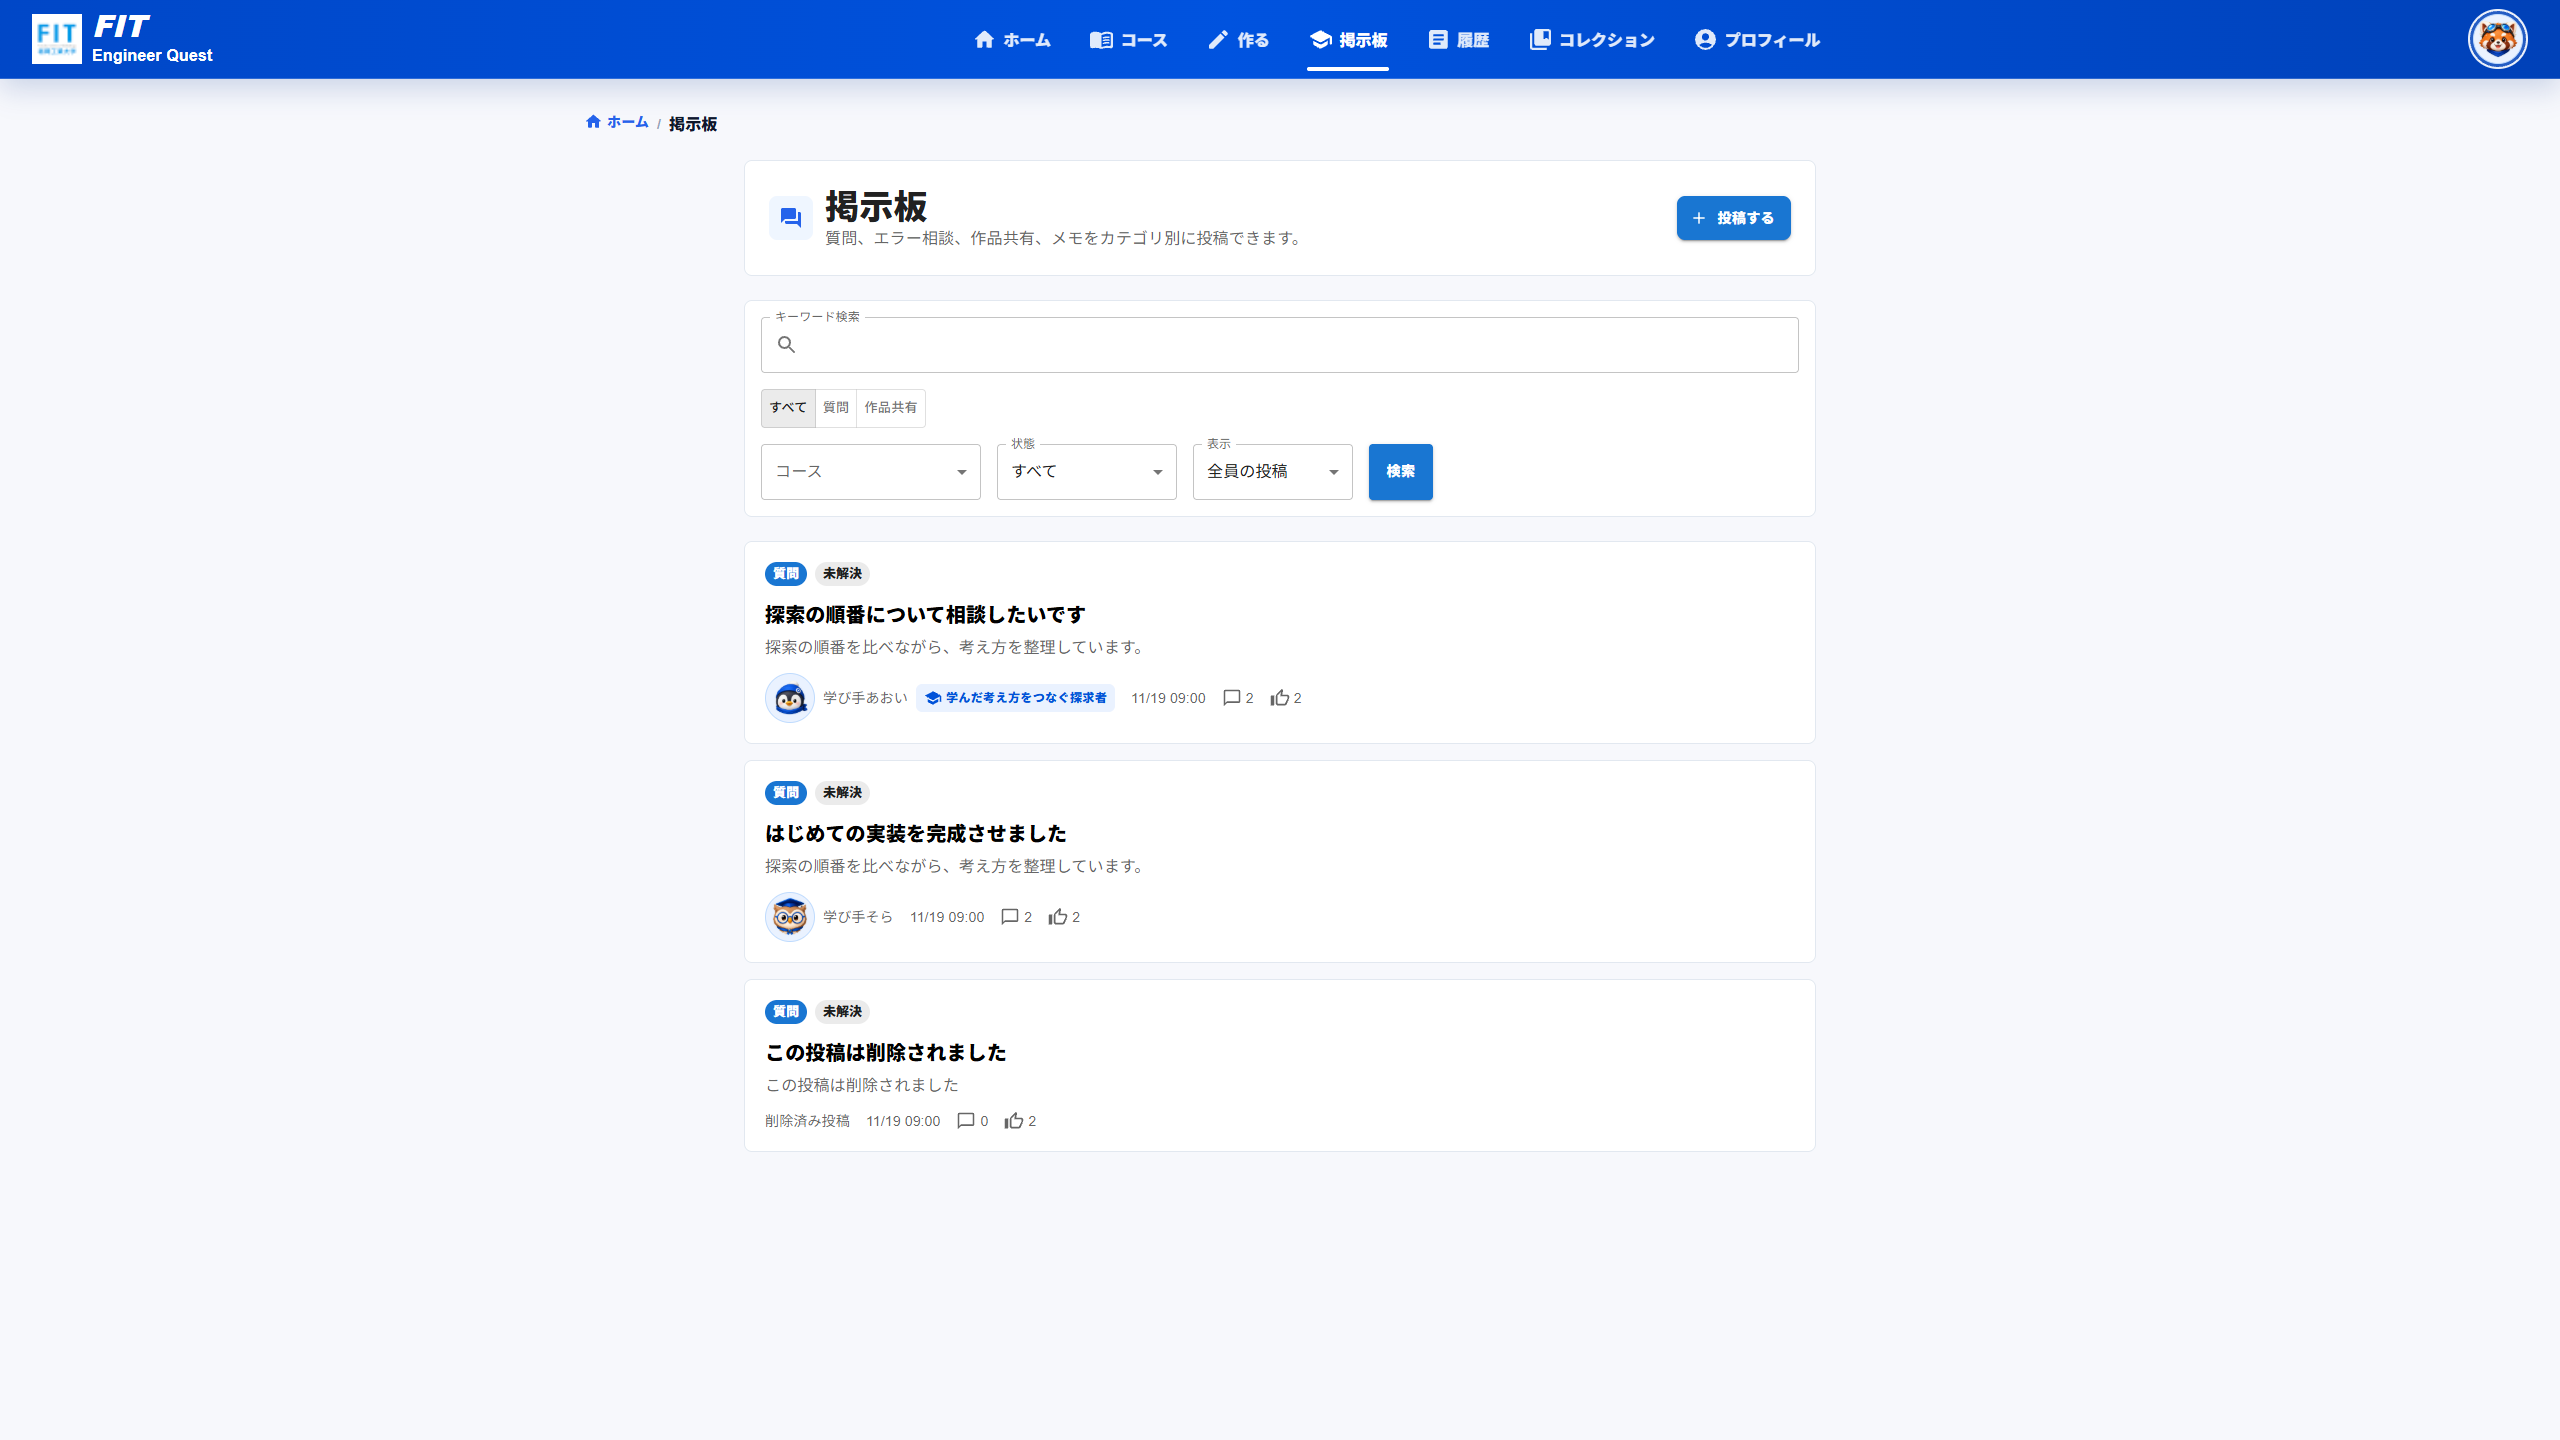 FIT
FIT
Engineer Quest
ホーム
コース
作る
掲示板
履歴
コレクション
プロフィール
ホーム / 掲示板
掲示板
質問、エラー相談、作品共有、メモをカテゴリ別に投稿できます。
投稿する
キーワード検索
すべて
質問
作品共有
コース
状態
すべて
表示
全員の投稿
検索
質問
未解決
探索の順番について相談したいです
探索の順番を比べながら、考え方を整理しています。
学び手あおい
学んだ考え方をつなぐ探求者
11/19 09:00
2
2
質問
未解決
はじめての実装を完成させました
探索の順番を比べながら、考え方を整理しています。
学び手そら
11/19 09:00
2
2
質問
未解決
この投稿は削除されました
この投稿は削除されました
削除済み投稿
11/19 09:00
0
2